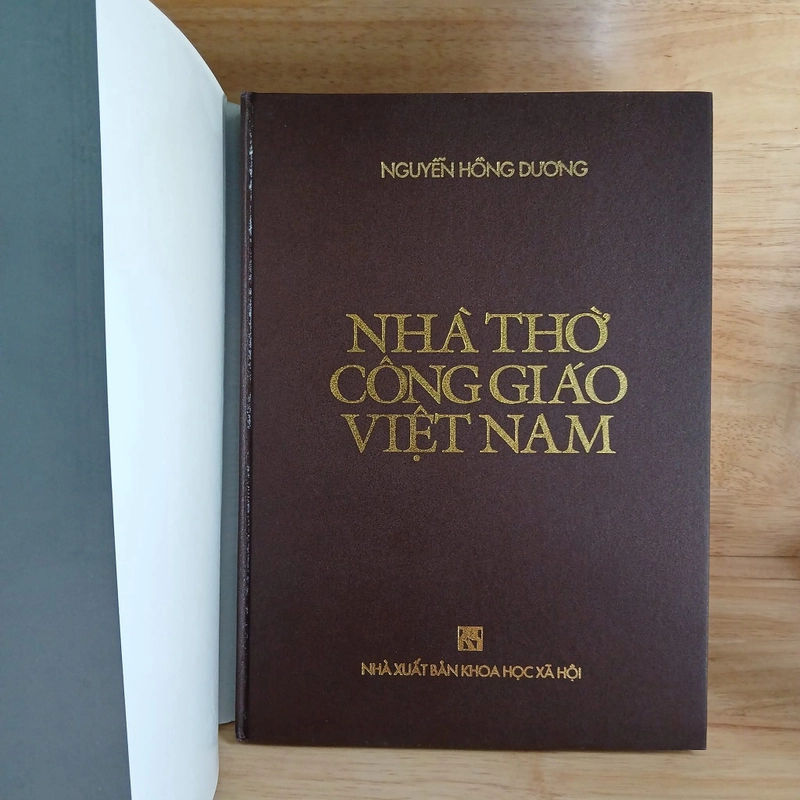 NGUYỄN HỒNG DƯƠNG
NHÀ THỜ
CÔNG GIÁO
VIỆT NAM
NHÀ XUẤT BẢN KHOA HỌC XÃ HỘI